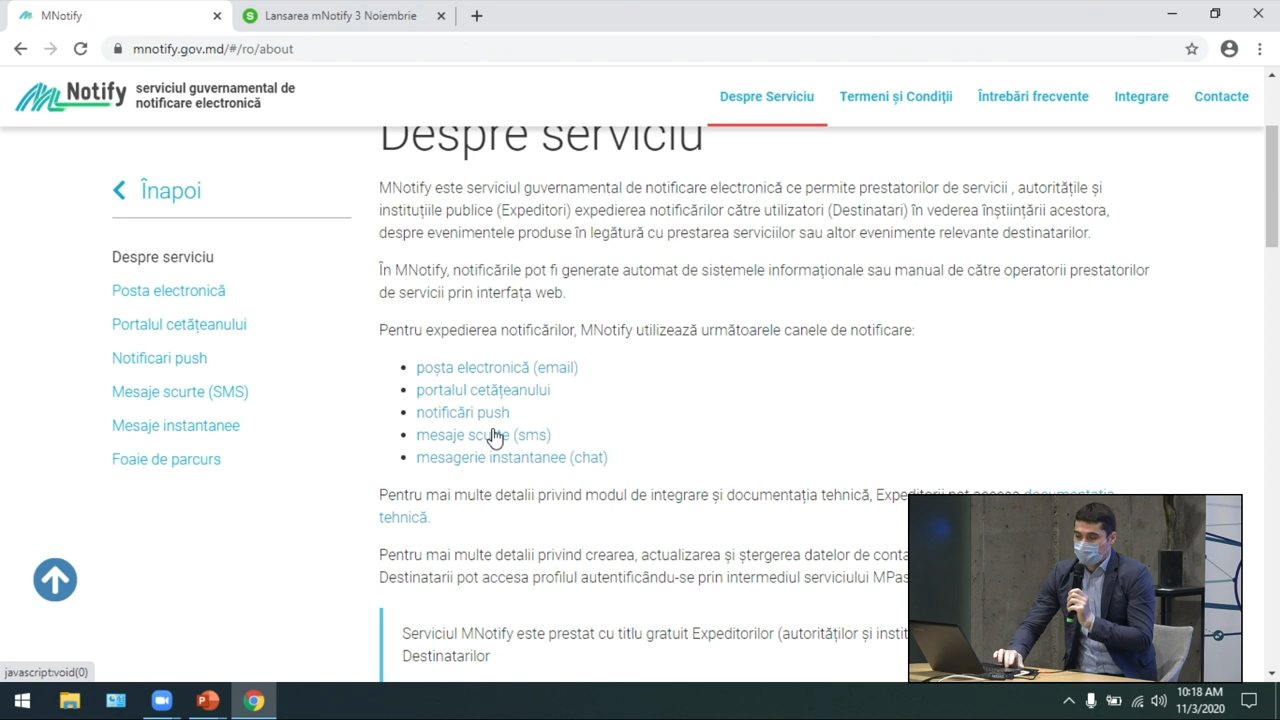 MNotify
Lansarea mNotify 3 Noiembrie
mnotify.gov.md/#/ro/about
Notify
serviciul guvernamental de
notificare electronică
Despre Serviciu
Termeni și Condiții
Întrebări frecvente
Integrare
Contacte
Despre serviciu
Înapoi
Despre serviciu
Posta electronică
Portalul cetățeanului
Notificari push
Mesaje scurte (SMS)
Mesaje instantanee
Foaie de parcurs
MNotify este serviciul guvernamental de notificare electronică ce permite prestatorilor de servicii , autoritățile și
instituțiile publice (Expeditori) expedierea notificărilor către utilizatori (Destinatari) în vederea înștiințării acestora,
despre evenimentele produse în legătură cu prestarea serviciilor sau altor evenimente relevante destinatarilor.
În MNotify, notificările pot fi generate automat de sistemele informaționale sau manual de către operatorii prestatorilor
de servicii prin interfața web.
Pentru expedierea notificărilor, MNotify utilizează următoarele canele de notificare:
poșta electronică (email)
portalul cetățeanului
notificări push
mesaje scurte (sms)
mesagerie instantanee (chat)
Pentru mai multe detalii privind modul de integrare și documentația tehnică, Expeditorii pot accesa documentația
tehnică.
Pentru mai multe detalii privind crearea, actualizarea și ștergerea datelor de conta
Destinatarii pot accesa profilul autentificându-se prin intermediul serviciului MPas
Serviciul MNotify este prestat cu titlu gratuit Expeditorilor (autorităților și instit
Destinatarilor
javascript:void(0)
10:18 AM
11/3/2020